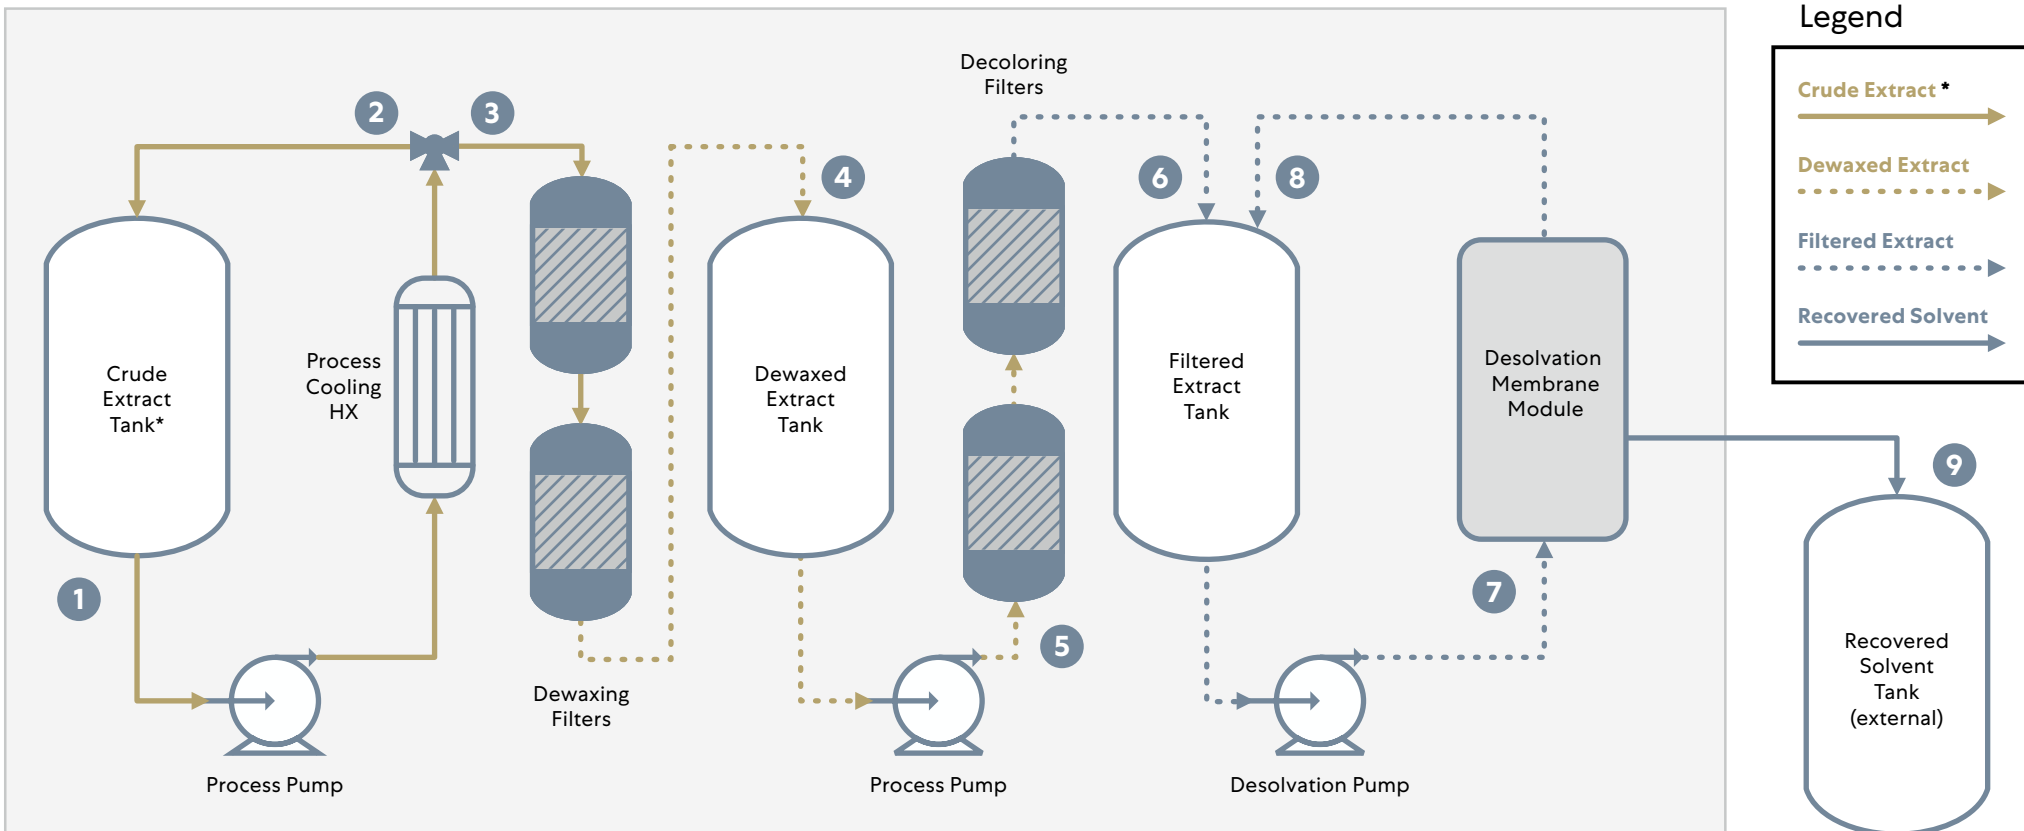 Legend
Crude Extract *
Dewaxed Extract
Filtered Extract
Recovered Solvent
Decoloring
Filters
2
3
4
6
8
Crude
Extract
Tank*
Process
Cooling
HX
Dewaxed
Extract
Tank
Filtered
Extract
Tank
Desolvation
Membrane
Module
9
1
5
7
Dewaxing
Filters
Recovered
Solvent
Tank
(external)
Process Pump
Process Pump
Desolvation Pump